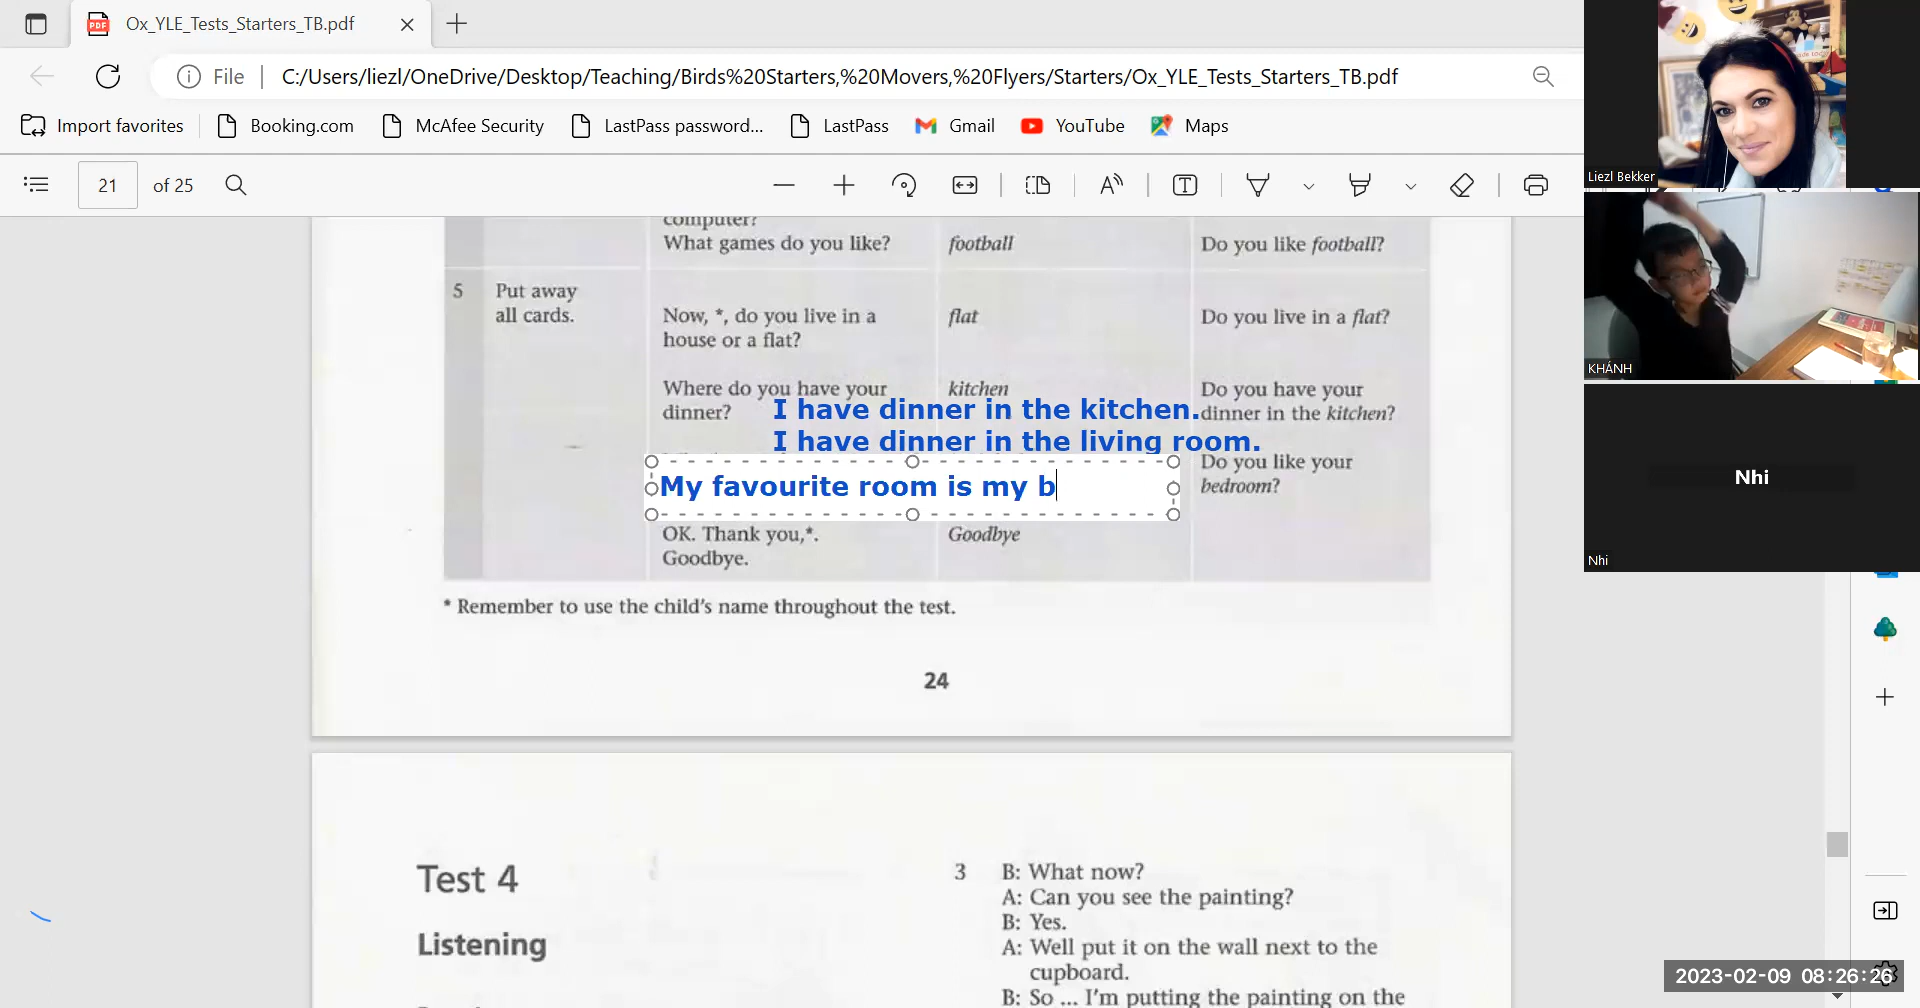 Ox_YLE_Tests_Starters_TB.pdf
File C:/Users/liezl/OneDrive/Desktop/Teaching/Birds%20Starters,%20Movers,%20Flyers/Starters/Ox_YLE_Tests_Starters_TB.pdf
Import favorites Booking.com McAfee Security LastPass password... LastPass Gmail YouTube Maps
21 of 25
computer?
What games do you like? football Do you like football?
5 Put away
all cards.
Now, *, do you live in a flat Do you live in a flat?
house or a flat?
Where do you have your kitchen Do you have your
dinner? I have dinner in the kitchen. dinner in the kitchen?
I have dinner in the living room.
Do you like your
My favourite room is my b bedroom?
OK. Thank you,*. Goodbye
Goodbye.
* Remember to use the child's name throughout the test.
24
Test 4
Listening
3 B: What now?
A: Can you see the painting?
B: Yes.
A: Well put it on the wall next to the
cupboard.
B: So ... I'm putting the painting on the
Liezl Bekker
KHÁNH
Nhi
Nhi
2023-02-09 08:26:26